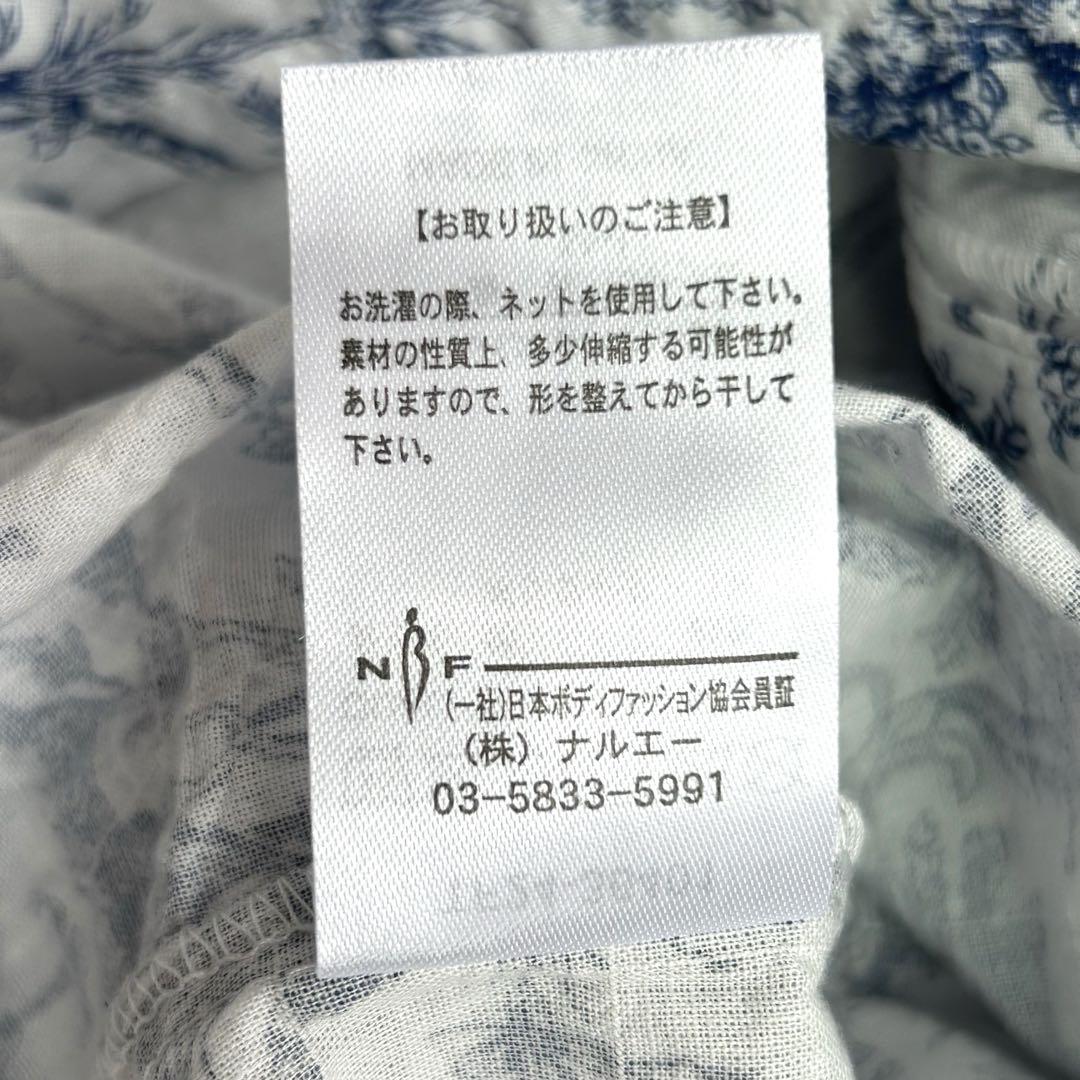 【お取り扱いのご注意】
お洗濯の際、ネットを使用して下さい。
素材の性質上、多少伸縮する可能性が
ありますので、形を整えてから干して
下さい。
NBF
(一社)日本ボディファッション協会員証
(株) ナルエー
03-5833-5991